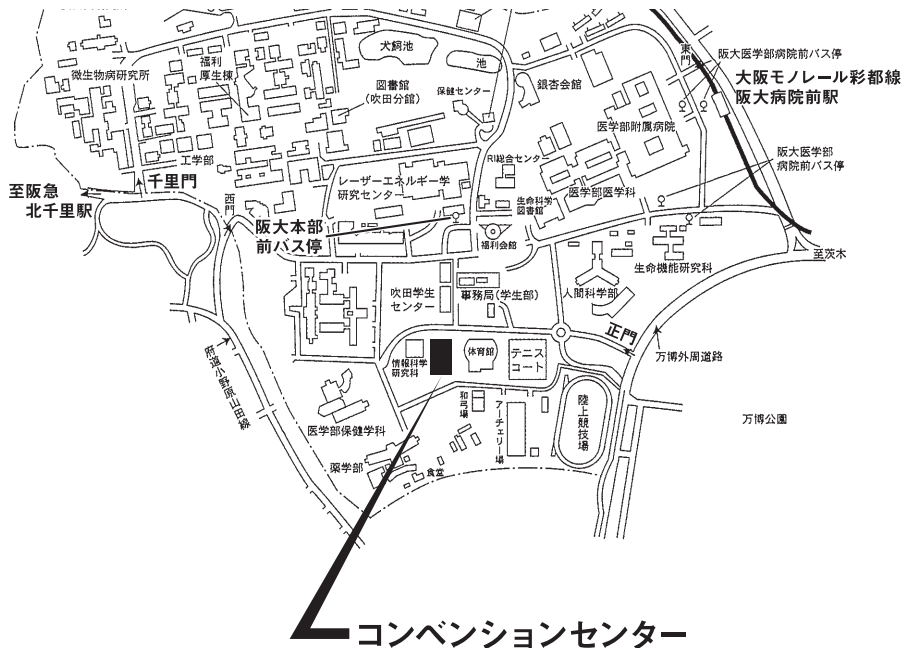 犬飼池
池
東門
阪大医学部病院前バス停
大阪モノレール彩都線
阪大病院前駅
微生物病研究所
福利
厚生棟
図書館
(吹田分館)
保健センター
銀杏会館
医学部附属病院
工学部
RI総合センター
阪大医学部
病院前バス停
至阪急
北千里駅
千里門
レーザーエネルギー学
研究センター
医学部医学科
生命科学
図書館
西門
阪大本部
前バス停
福利会館
生命機能研究科
至茨木
吹田学生
センター
事務局(学生部)
人間科学部
正門
万博外周道路
府道小野原山田線
情報科学
研究科
体育館
テニス
コート
和弓場
アーチェリー場
陸上競技場
万博公園
医学部保健学科
薬学部
食堂
コンベンションセンター